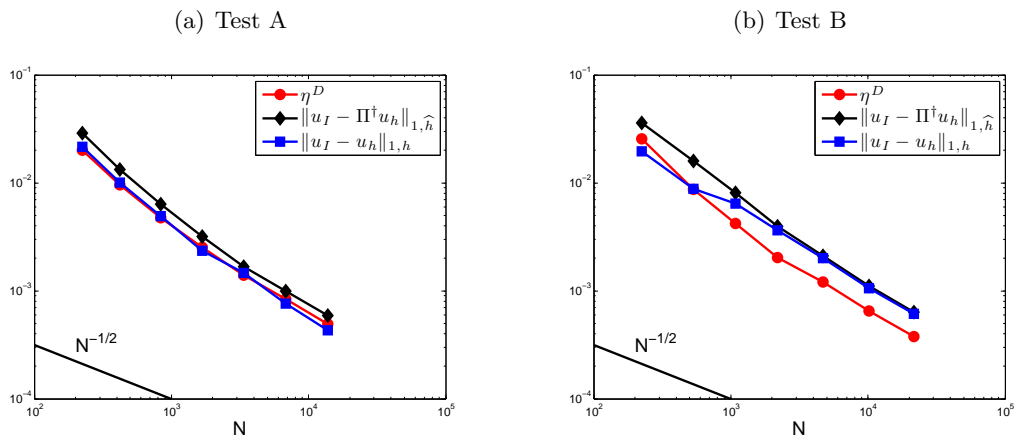 (a) Test A
10^{-1}
10^{-2}
10^{-3}
10^{-4}
10^2
10^3
10^4
10^5
N
N^{-1/2}
η^D
‖u_I − Π^†u_h‖_{1,\widehat{h}}
‖u_I − u_h‖_{1,h}
(b) Test B
10^{-1}
10^{-2}
10^{-3}
10^{-4}
10^2
10^3
10^4
10^5
N
N^{-1/2}
η^D
‖u_I − Π^†u_h‖_{1,\widehat{h}}
‖u_I − u_h‖_{1,h}